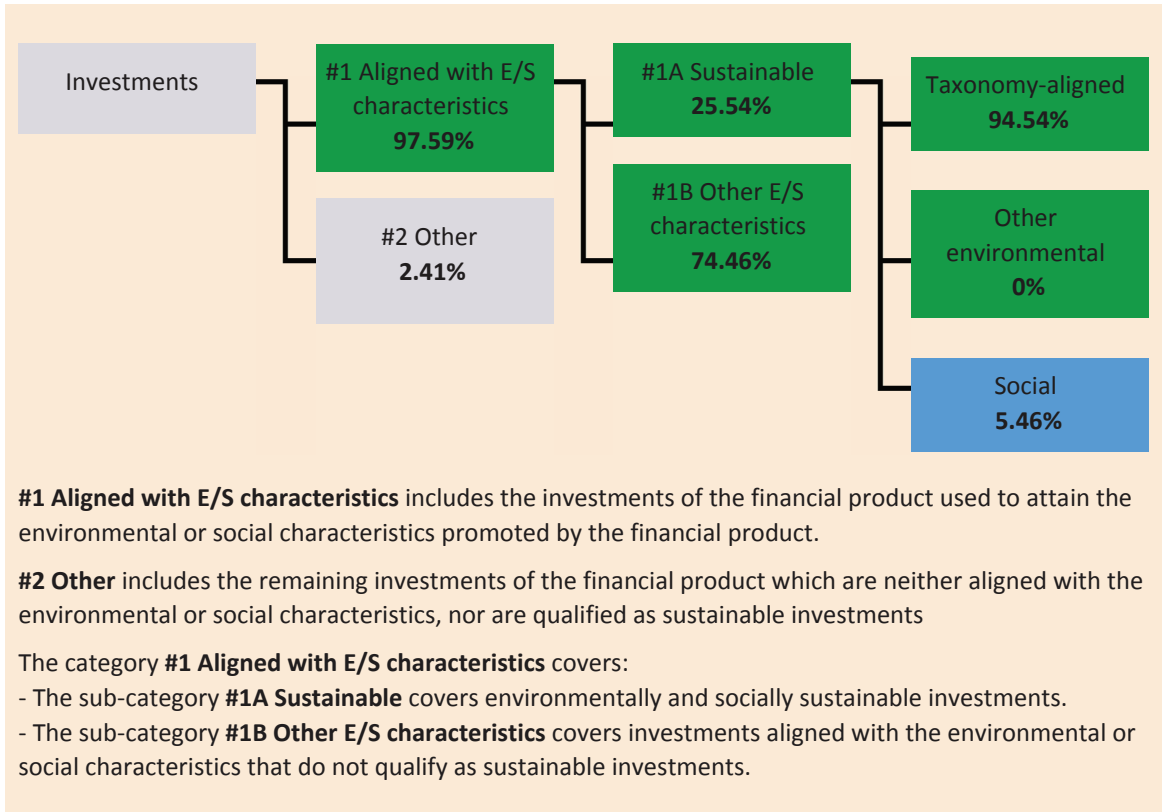 Investments
#1 Aligned with E/S
characteristics
97.59%
#2 Other
2.41%
#1A Sustainable
25.54%
#1B Other E/S
characteristics
74.46%
Taxonomy-aligned
94.54%
Other
environmental
0%
Social
5.46%
#1 Aligned with E/S characteristics includes the investments of the financial product used to attain the
environmental or social characteristics promoted by the financial product.
#2 Other includes the remaining investments of the financial product which are neither aligned with the
environmental or social characteristics, nor are qualified as sustainable investments
The category #1 Aligned with E/S characteristics covers:
- The sub-category #1A Sustainable covers environmentally and socially sustainable investments.
- The sub-category #1B Other E/S characteristics covers investments aligned with the environmental or
social characteristics that do not qualify as sustainable investments.